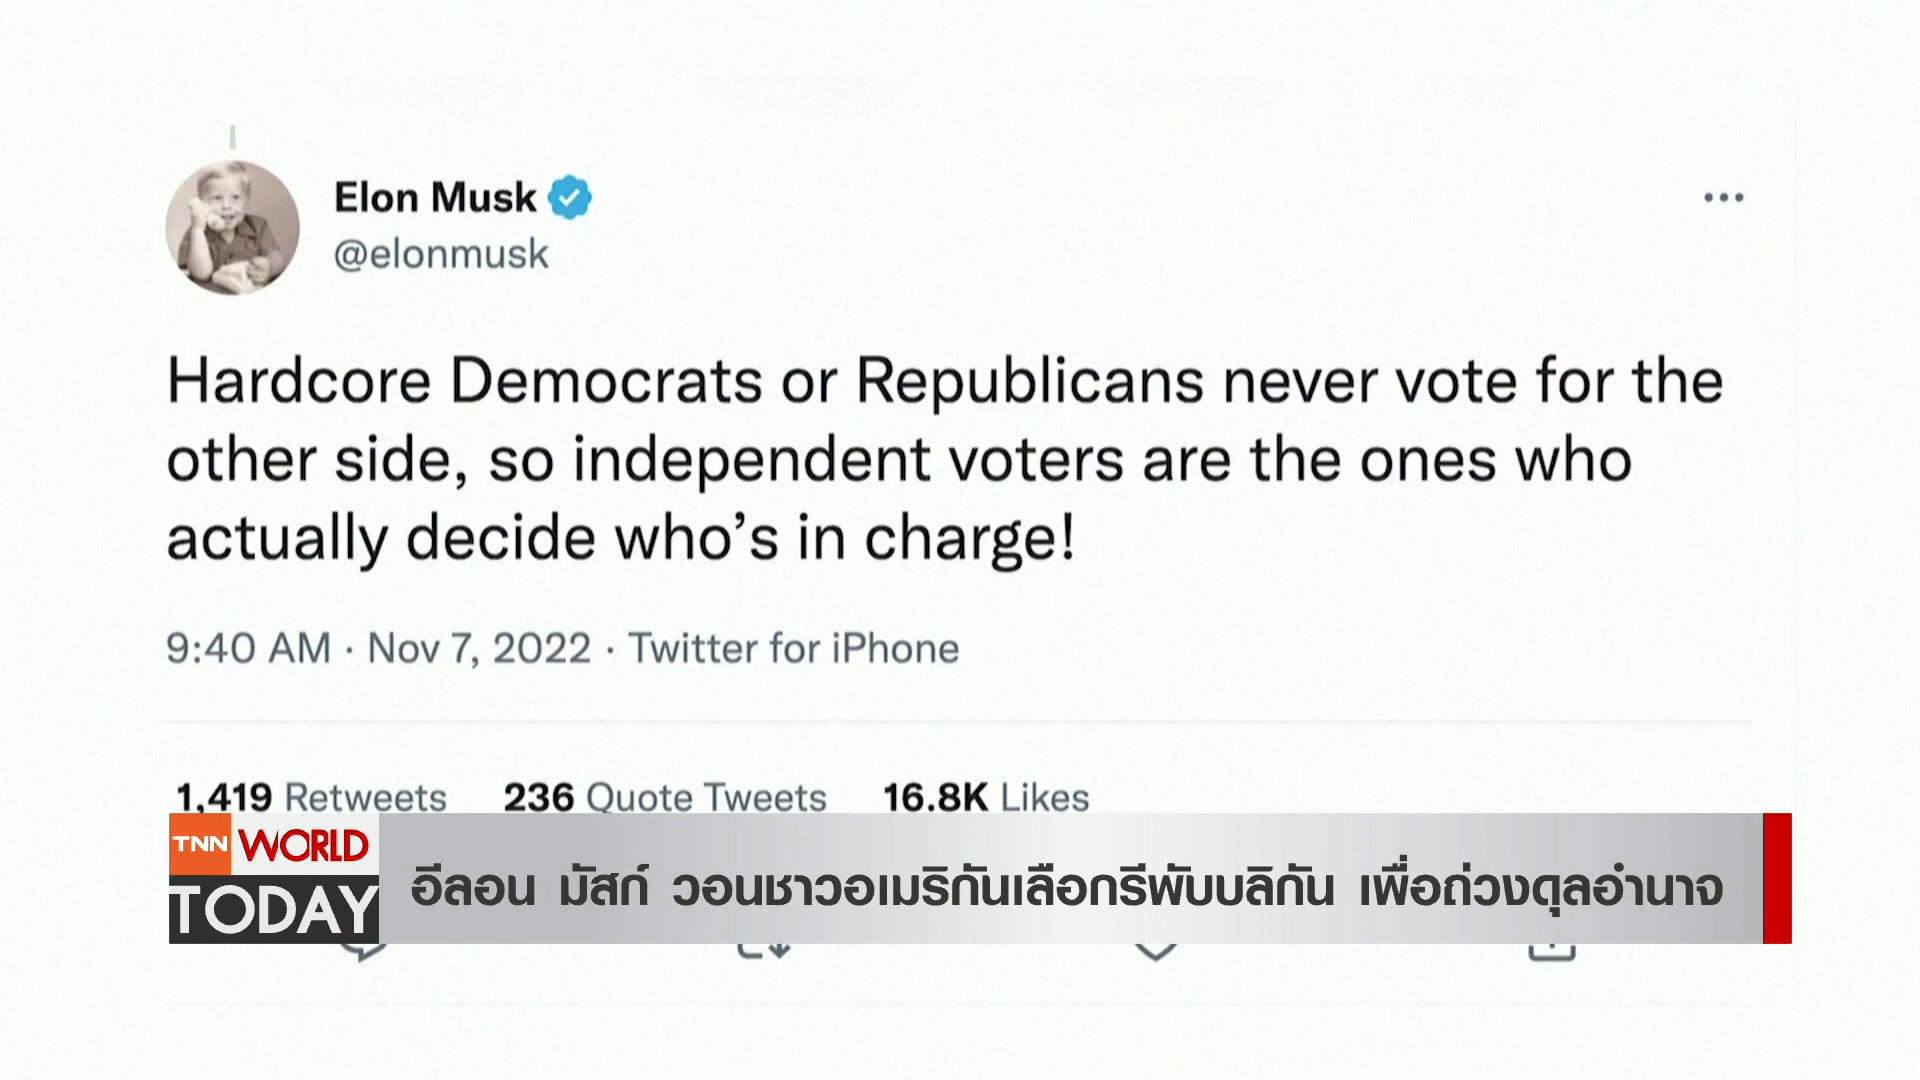 Elon Musk
@elonmusk
Hardcore Democrats or Republicans never vote for the
other side, so independent voters are the ones who
actually decide who’s in charge!
9:40 AM · Nov 7, 2022 · Twitter for iPhone
1,419 Retweets 236 Quote Tweets 16.8K Likes
TNN WORLD
TODAY
อีลอน มัสก์ วอนชาวอเมริกันเลือกรีพับบลิกัน เพื่อถ่วงดุลอำนาจ